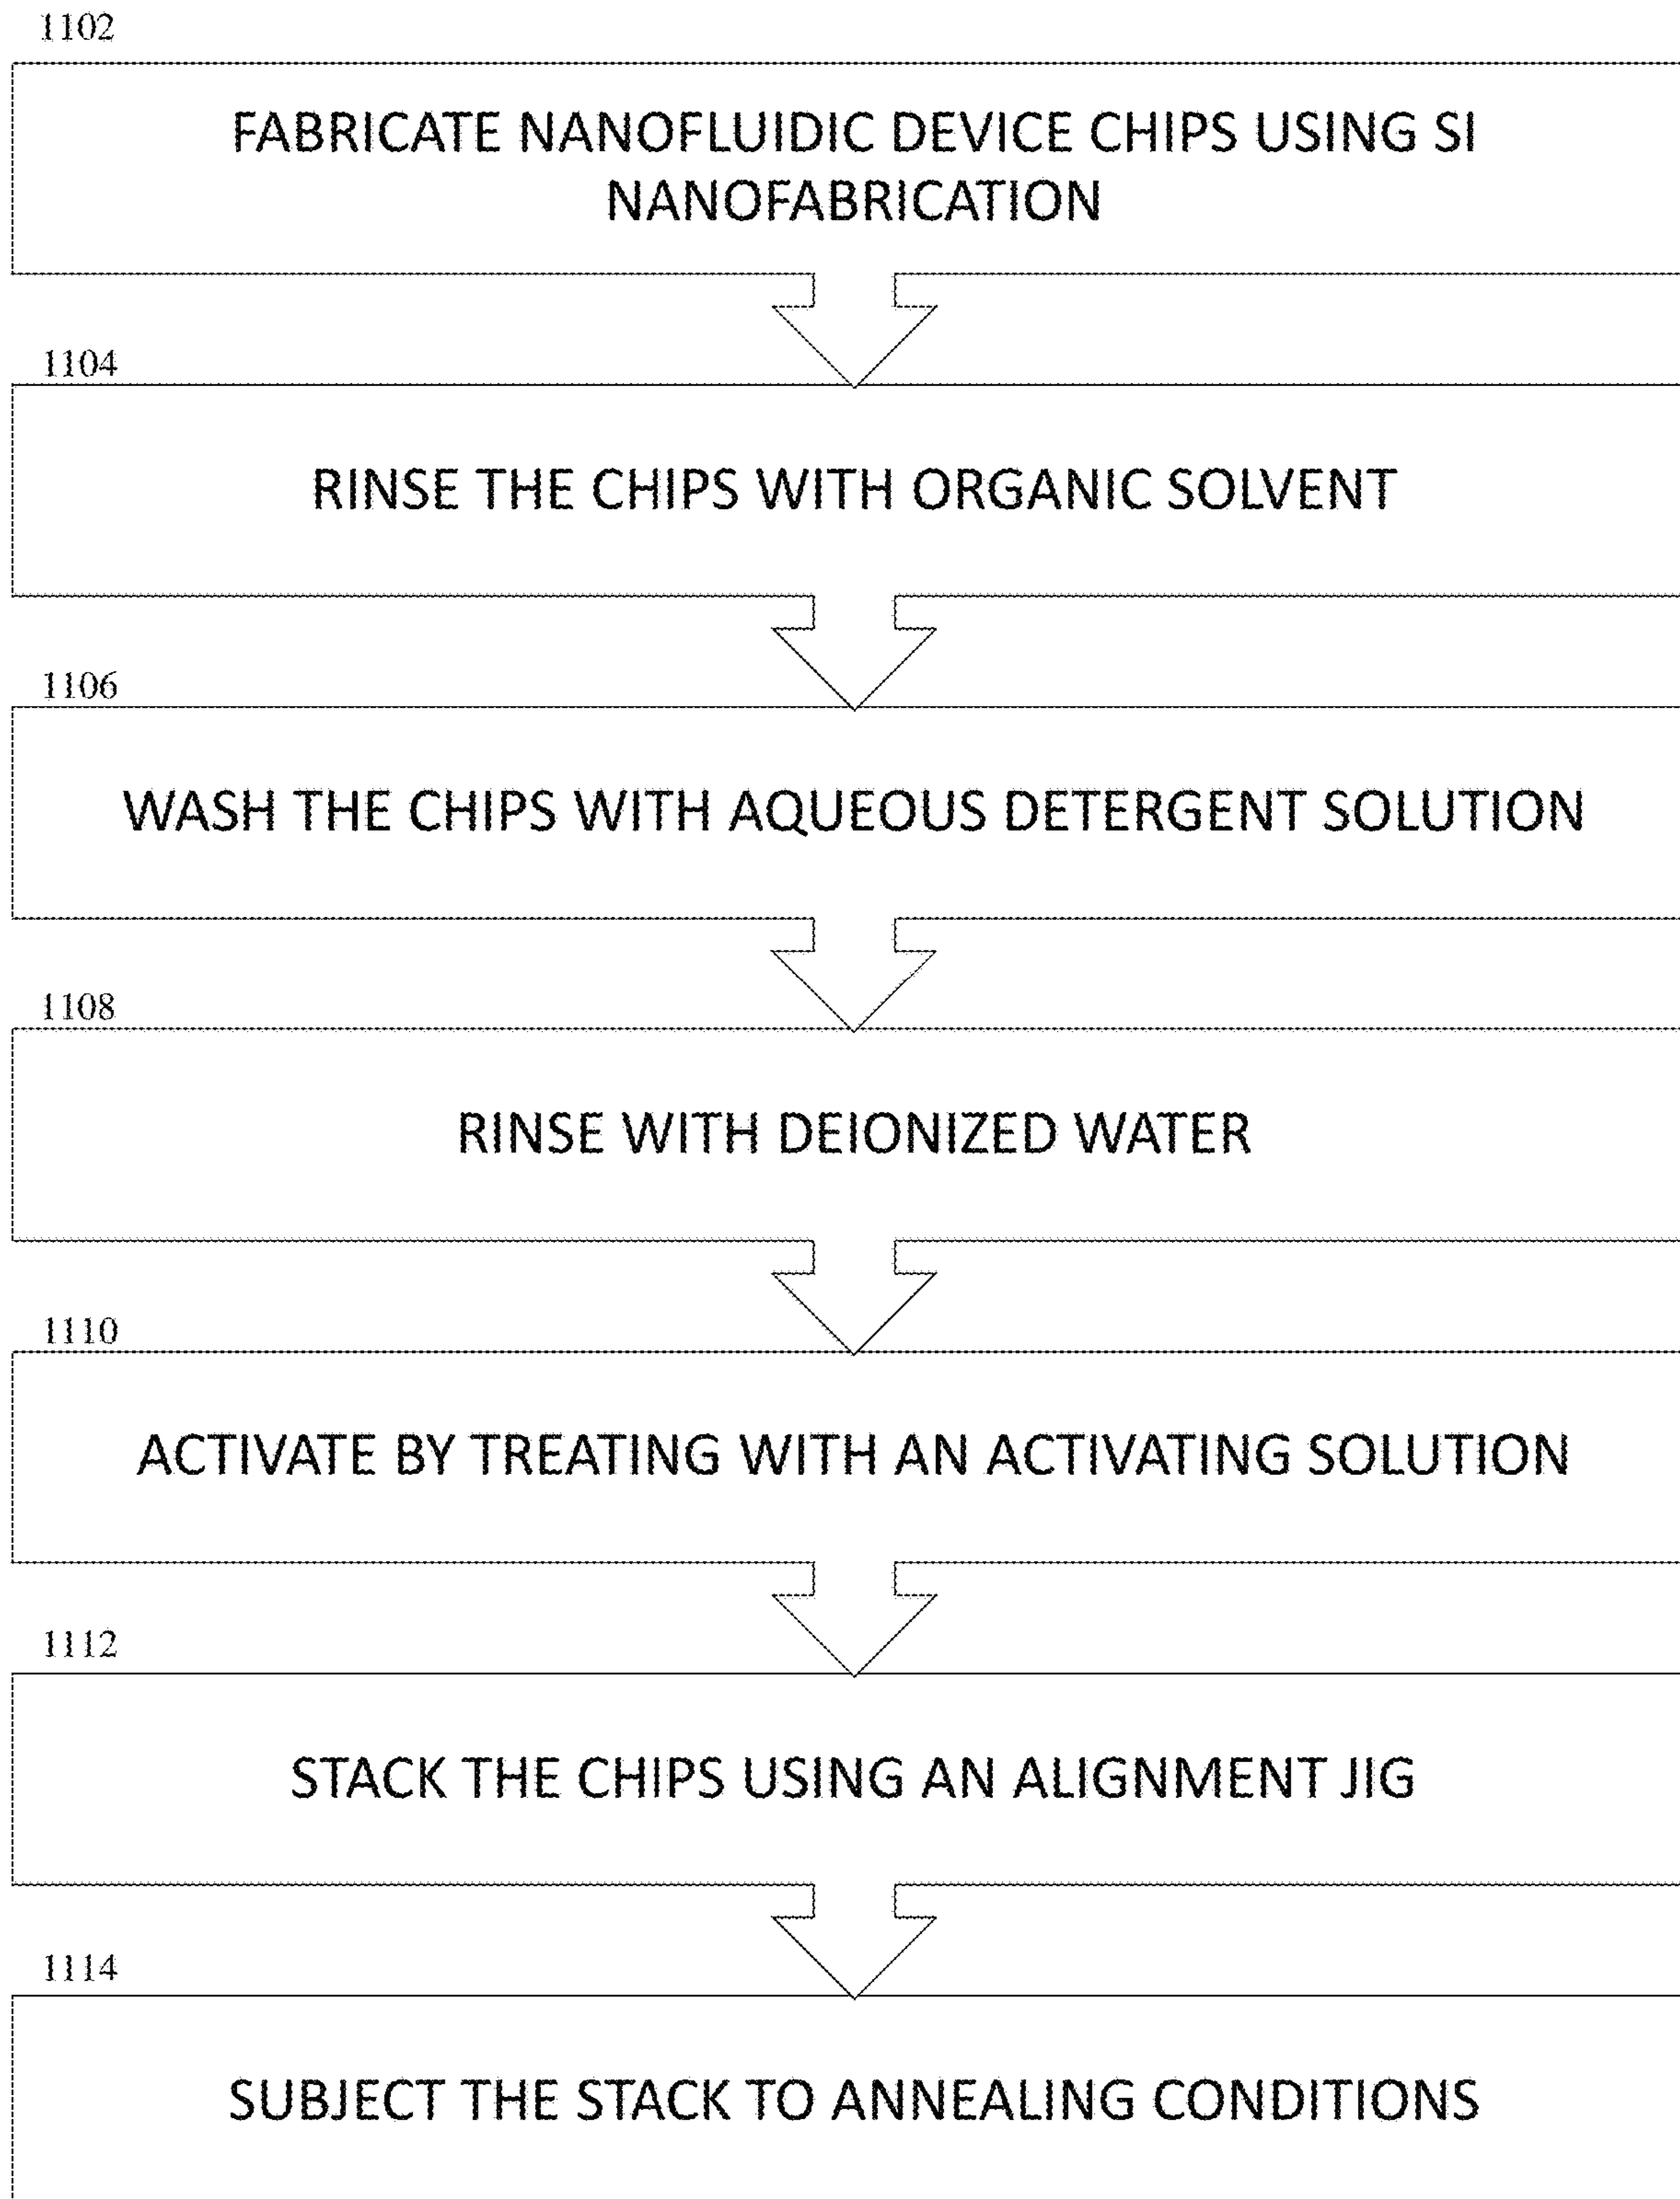 1102
FABRICATE NANOFLUIDIC DEVICE CHIPS USING SI
NANOFABRICATION
1104
RINSE THE CHIPS WITH ORGANIC SOLVENT
1106
WASH THE CHIPS WITH AQUEOUS DETERGENT SOLUTION
1108
RINSE WITH DEIONIZED WATER
1110
ACTIVATE BY TREATING WITH AN ACTIVATING SOLUTION
1112
STACK THE CHIPS USING AN ALIGNMENT JIG
1114
SUBJECT THE STACK TO ANNEALING CONDITIONS